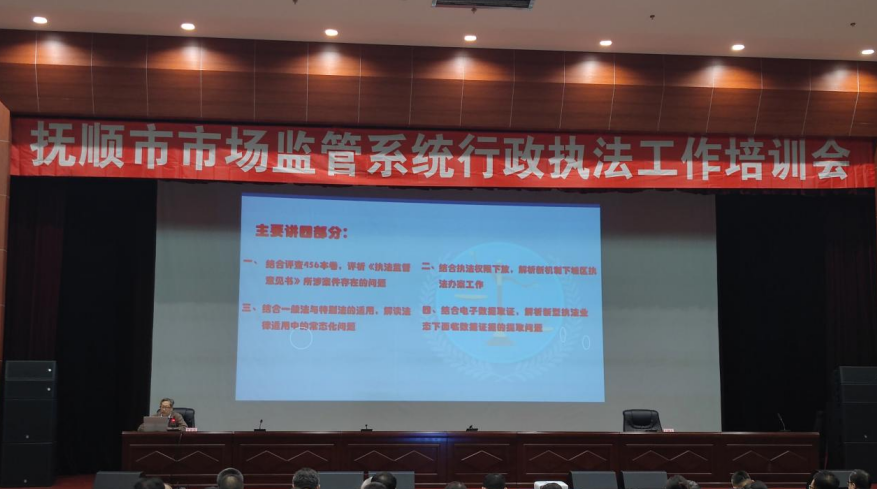 抚顺市市场监管系统行政执法工作培训会
主要讲四部分：
一、结合评查456本卷，评析《执法监督
意见书》所涉案件存在的问题
二、结合执法权限下放，解析新机制下城区执
法办案工作
三、结合一般法与特别法的适用，解读法
律适用中的常态化问题
四、结合电子数据取证，解析新型执法业
态下固收数据证据的提取问题